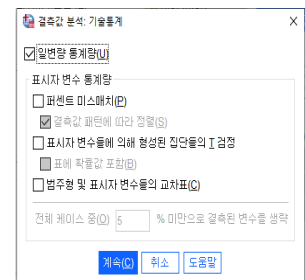 결측값 분석: 기술통계
일변량 통계량(U)
표시자 변수 통계량
퍼센트 미스매치(P)
결측값 패턴에 따라 정렬(S)
표시자 변수들에 의해 형성된 집단들의 T 검정
표에 확률값 포함(B)
범주형 및 표시자 변수들의 교차표(C)
전체 케이스 중(O) 5 % 미만으로 결측된 변수를 생략
계속(C) 취소 도움말